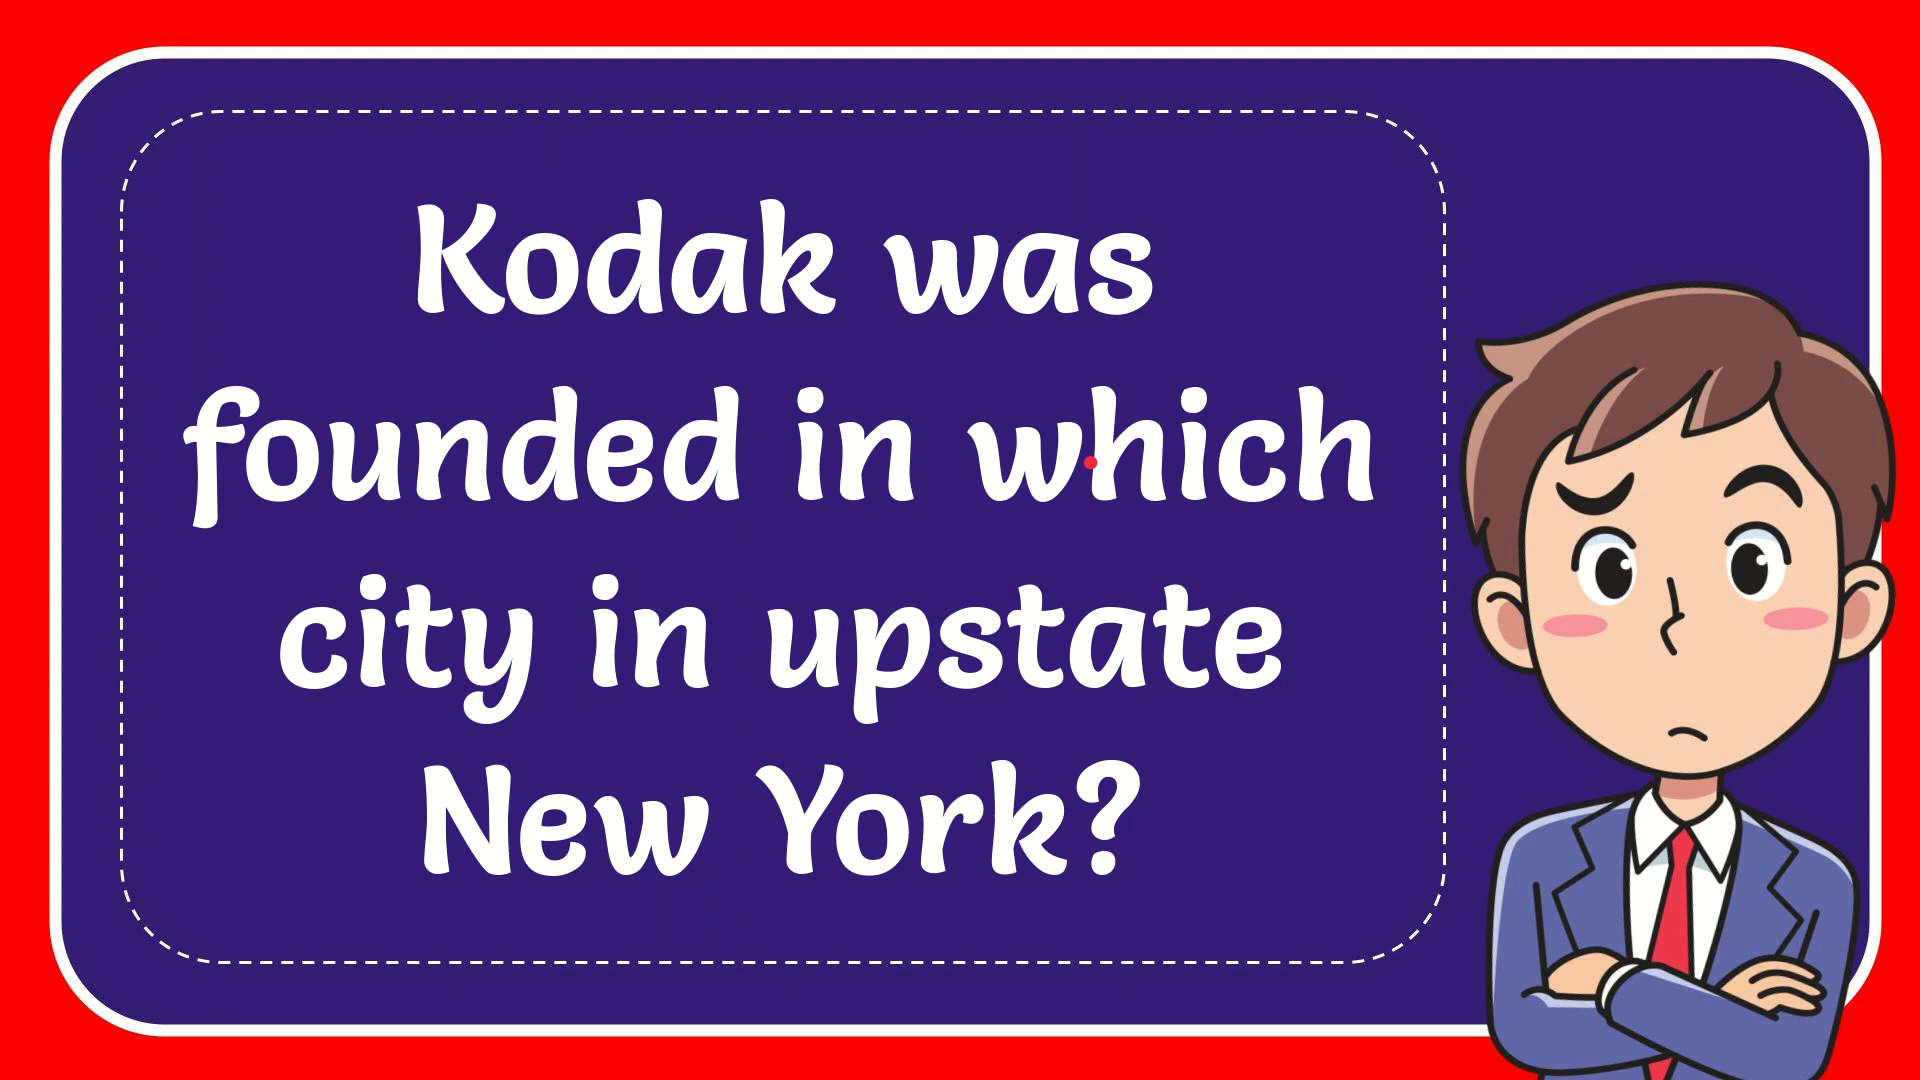 Kodak was
founded in which
city in upstate
New York?